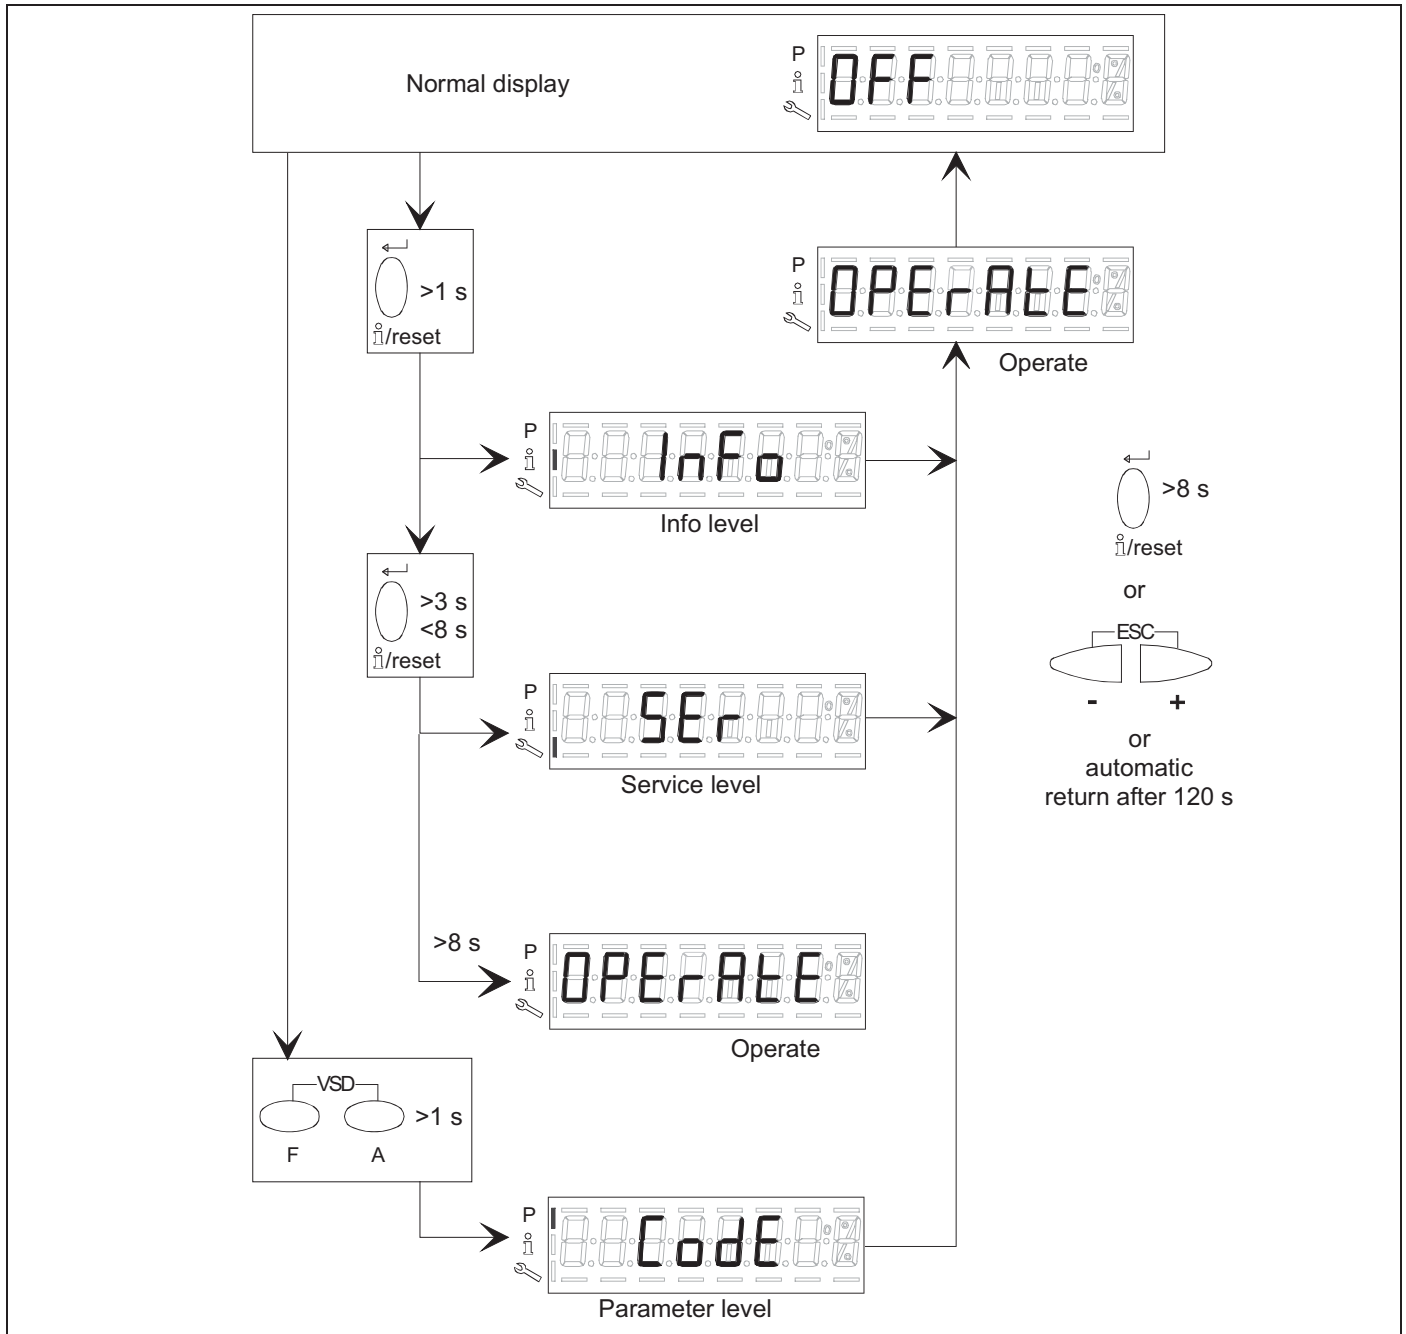 Normal display
P
i
OFF
>1 s
i/reset
P
i
OPErAtE
Operate
P
i
InFo
Info level
>8 s
i/reset
or
ESC
- +
or
automatic
return after 120 s
>3 s
<8 s
i/reset
P
i
SEr
Service level
>8 s
P
i
OPErAtE
Operate
VSD
>1 s
F A
P
i
CodE
Parameter level